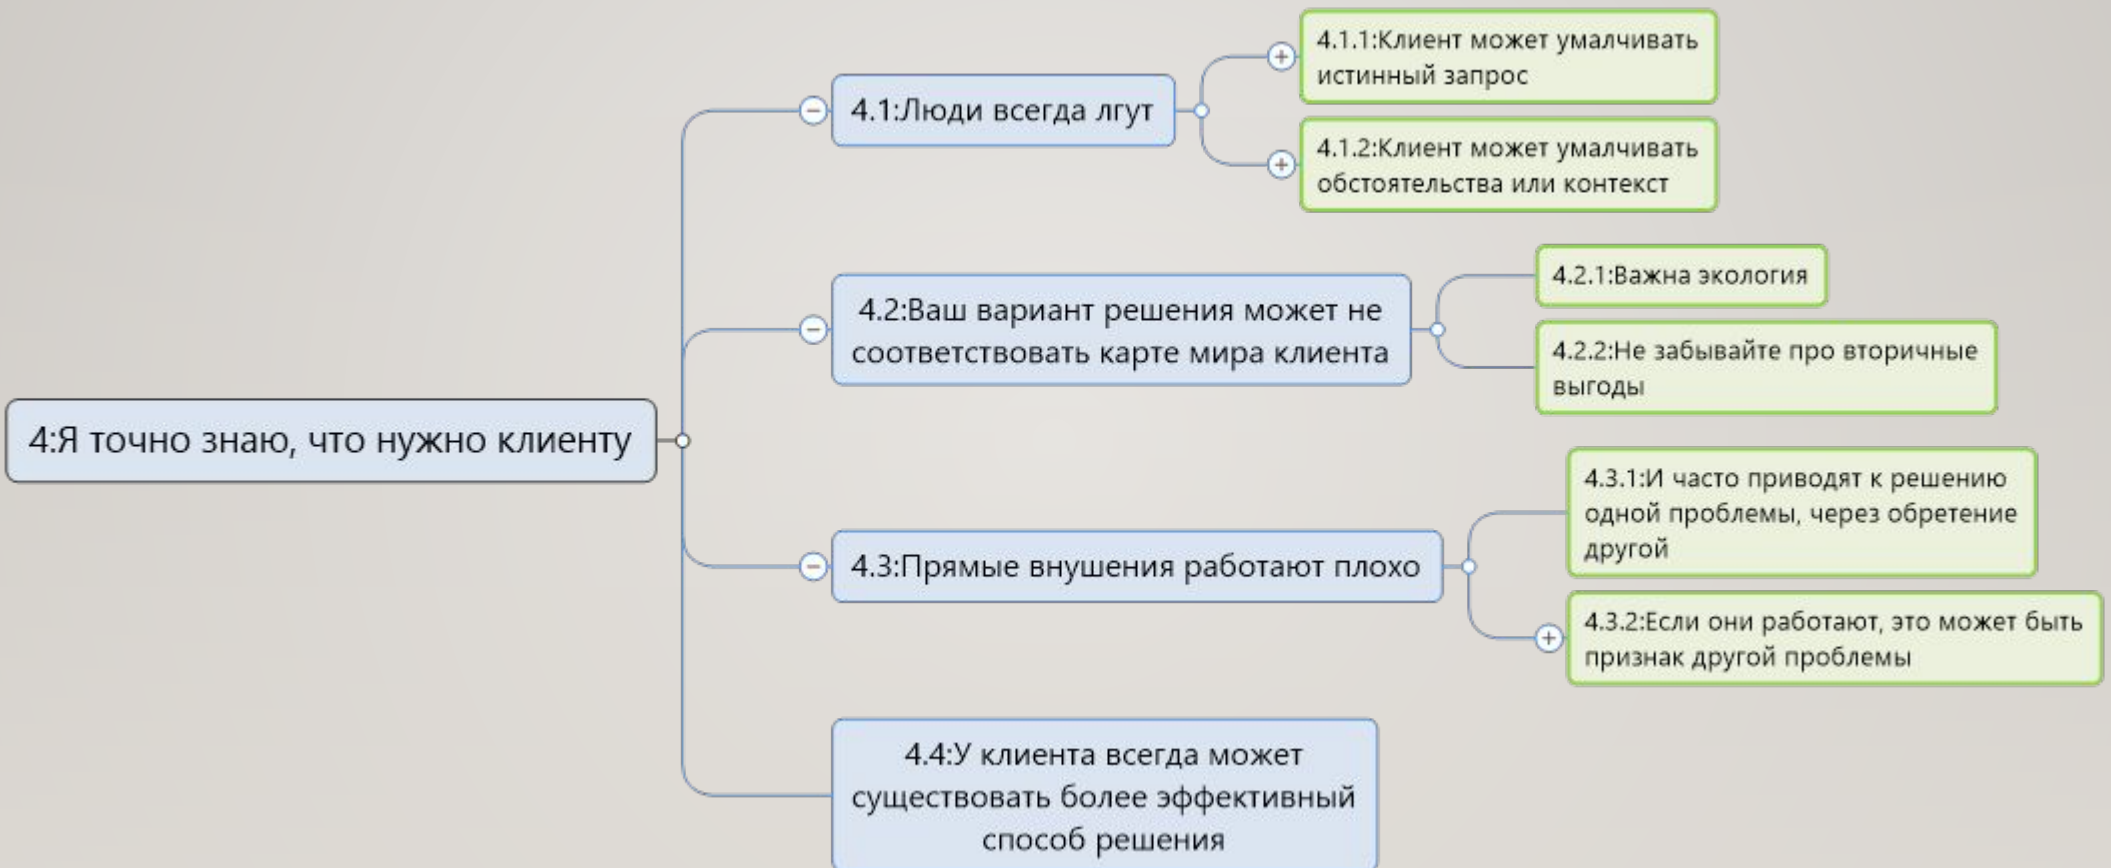 4:Я точно знаю, что нужно клиенту
4.1:Люди всегда лгут
4.1.1:Клиент может умалчивать
истинный запрос
4.1.2:Клиент может умалчивать
обстоятельства или контекст
4.2:Ваш вариант решения может не
соответствовать карте мира клиента
4.2.1:Важна экология
4.2.2:Не забывайте про вторичные
выгоды
4.3:Прямые внушения работают плохо
4.3.1:И часто приводят к решению
одной проблемы, через обретение
другой
4.3.2:Если они работают, это может быть
признак другой проблемы
4.4:У клиента всегда может
существовать более эффективный
способ решения